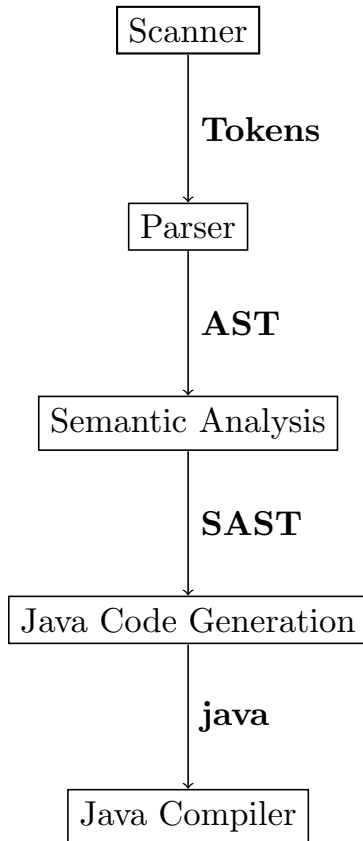 Scanner
Tokens
Parser
AST
Semantic Analysis
SAST
Java Code Generation
java
Java Compiler